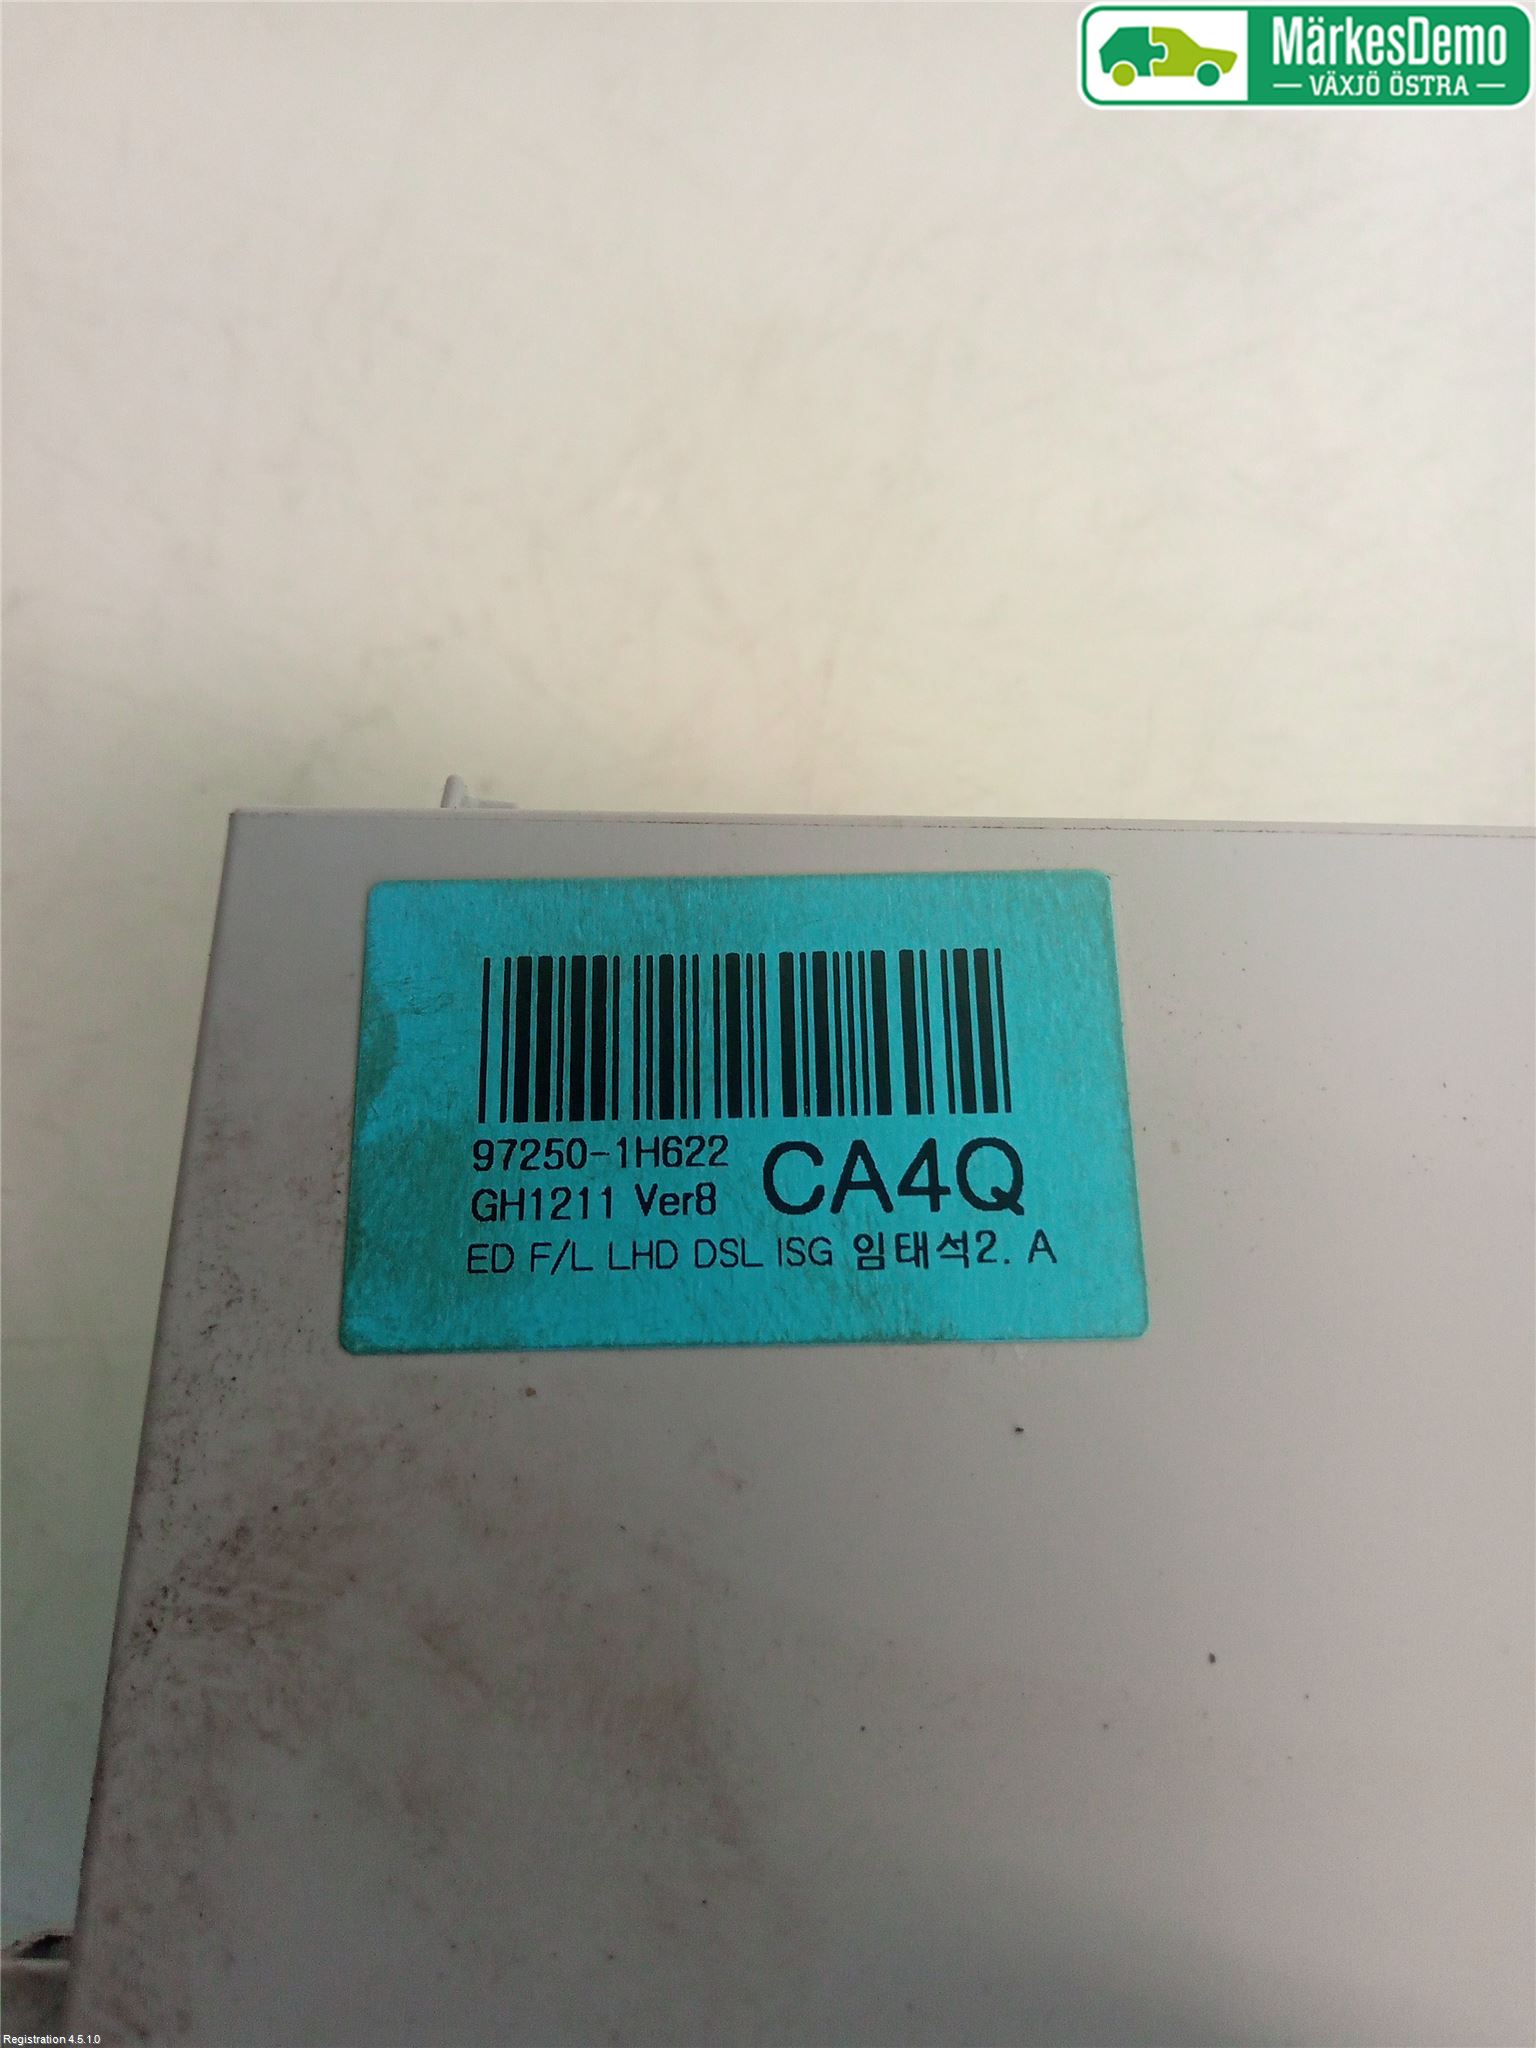 MärkesDemo
VÄXJÖ ÖSTRA
97250-1H622
CA4Q
GH1211 Ver8
ED F/L LHD DSL ISG 임태석2. A
Registration 4.5.1.0